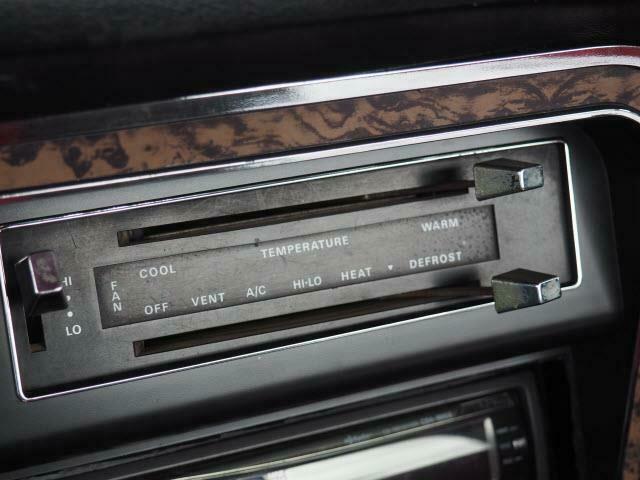 HI
LO
FAN
COOL TEMPERATURE WARM
OFF VENT A/C HI-LO HEAT DEFROST